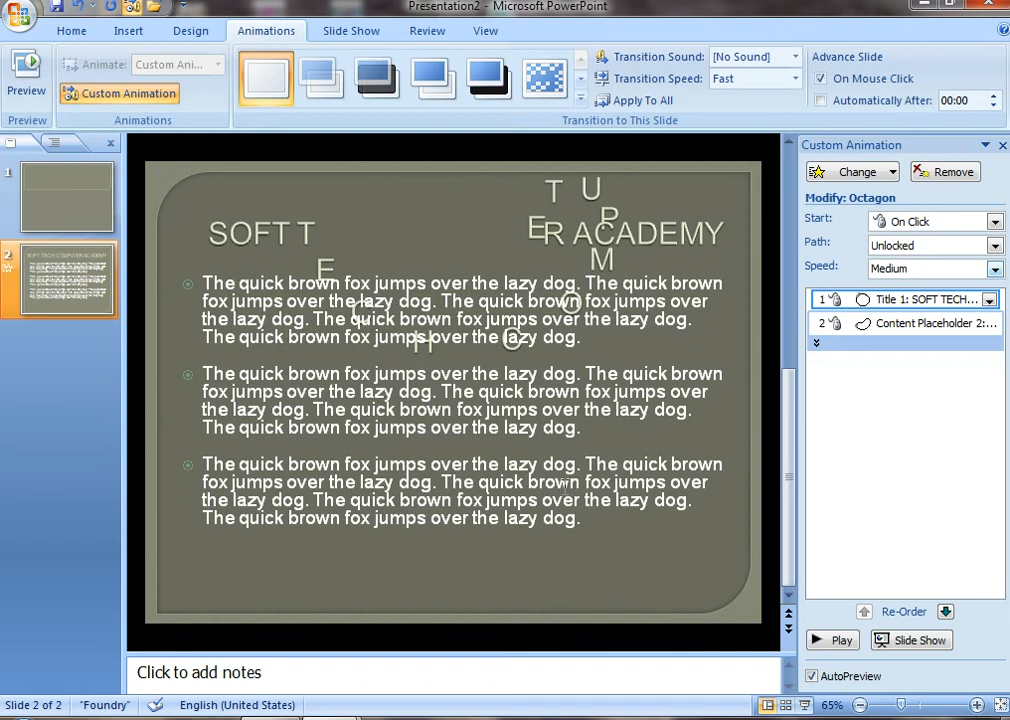 Presentation2 - Microsoft PowerPoint
Home Insert Design Animations Slide Show Review View
Preview
Animate: Custom Ani...
Custom Animation
Transition Sound: [No Sound]
Transition Speed: Fast
Apply To All
Advance Slide
On Mouse Click
Automatically After: 00:00
Preview Animations Transition To This Slide
Custom Animation
Change Remove
Modify: Octagon
Start: On Click
Path: Unlocked
Speed: Medium
1 Title 1: SOFT TECH...
2 Content Placeholder 2:...
Re-Order
Play Slide Show
AutoPreview
1
2
SOFT T
E
C
H
C
O
M
P
U
T
ER ACADEMY
The quick brown fox jumps over the lazy dog. The quick brown
fox jumps over the lazy dog. The quick brown fox jumps over
the lazy dog. The quick brown fox jumps over the lazy dog.
The quick brown fox jumps over the lazy dog.
The quick brown fox jumps over the lazy dog. The quick brown
fox jumps over the lazy dog. The quick brown fox jumps over
the lazy dog. The quick brown fox jumps over the lazy dog.
The quick brown fox jumps over the lazy dog.
The quick brown fox jumps over the lazy dog. The quick brown
fox jumps over the lazy dog. The quick brown fox jumps over
the lazy dog. The quick brown fox jumps over the lazy dog.
The quick brown fox jumps over the lazy dog.
Click to add notes
Slide 2 of 2 "Foundry" English (United States) 65%